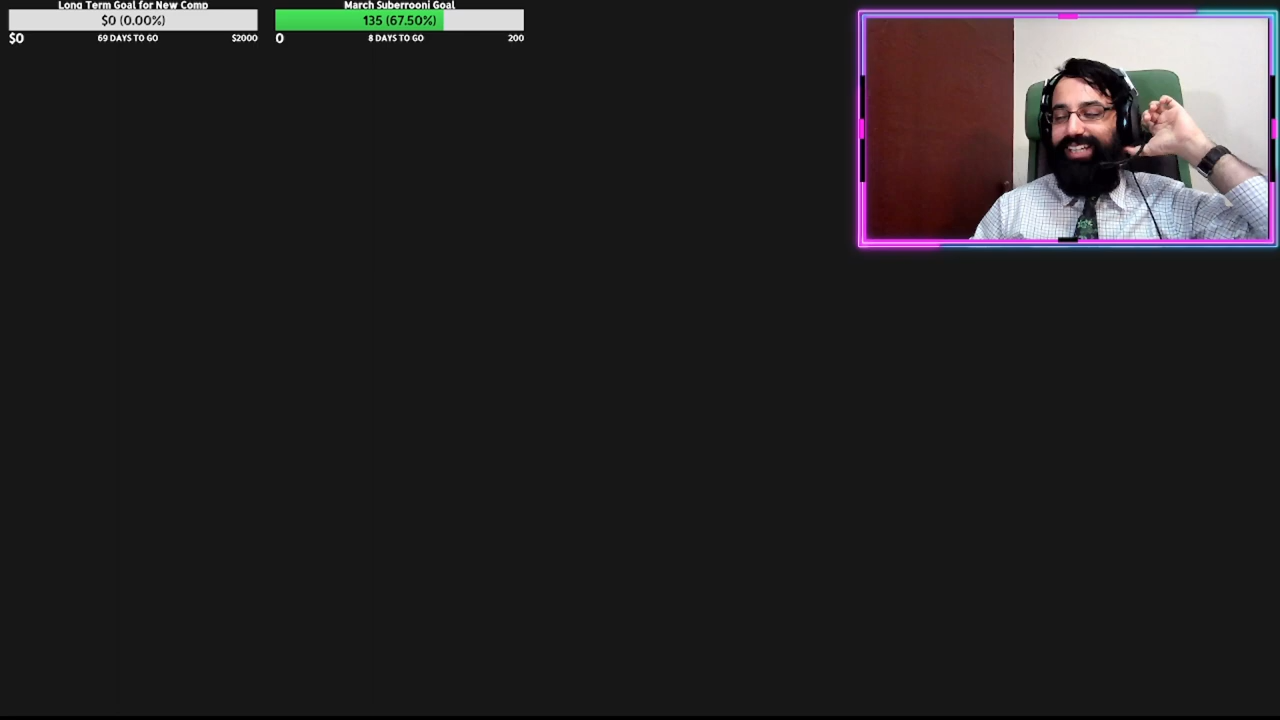 Long Term Goal for New Comp
$0 (0.00%)
$0 69 DAYS TO GO $2000
March Suberrooni Goal
135 (67.50%)
0 8 DAYS TO GO 200